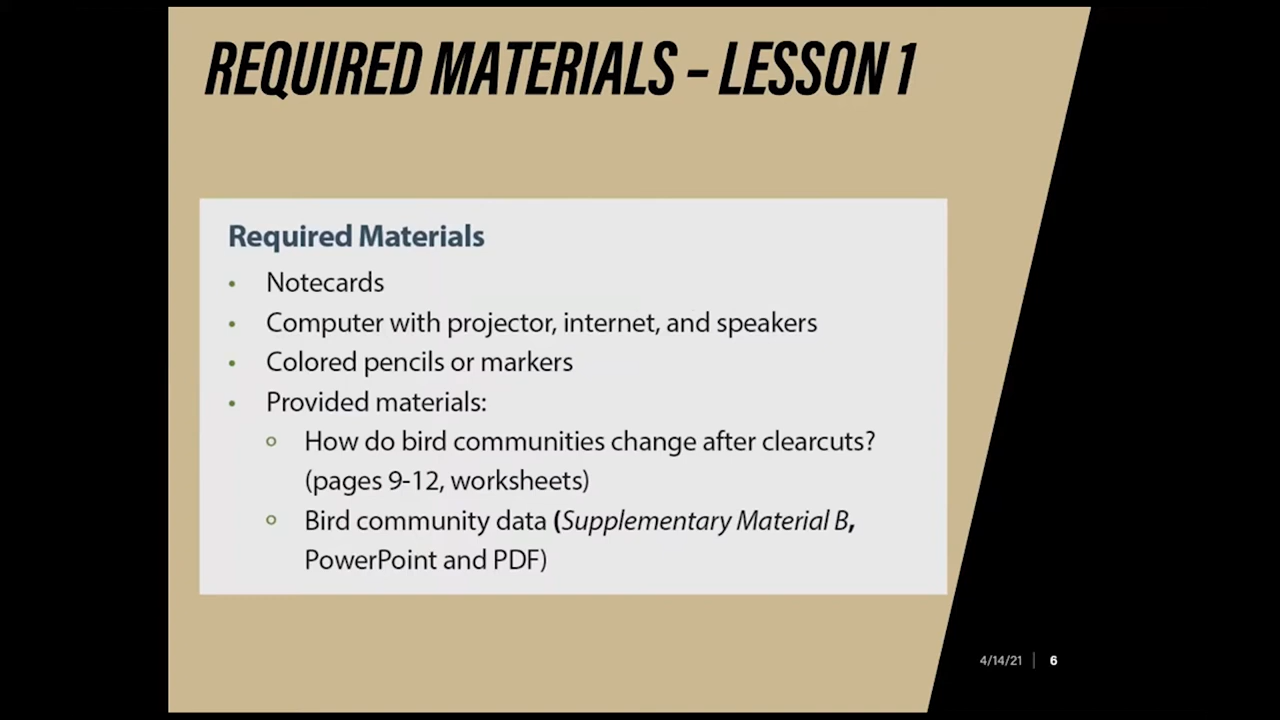 REQUIRED MATERIALS – LESSON 1
Required Materials
• Notecards
• Computer with projector, internet, and speakers
• Colored pencils or markers
• Provided materials:
o How do bird communities change after clearcuts?
(pages 9-12, worksheets)
o Bird community data (Supplementary Material B,
PowerPoint and PDF)
4/14/21 | 6